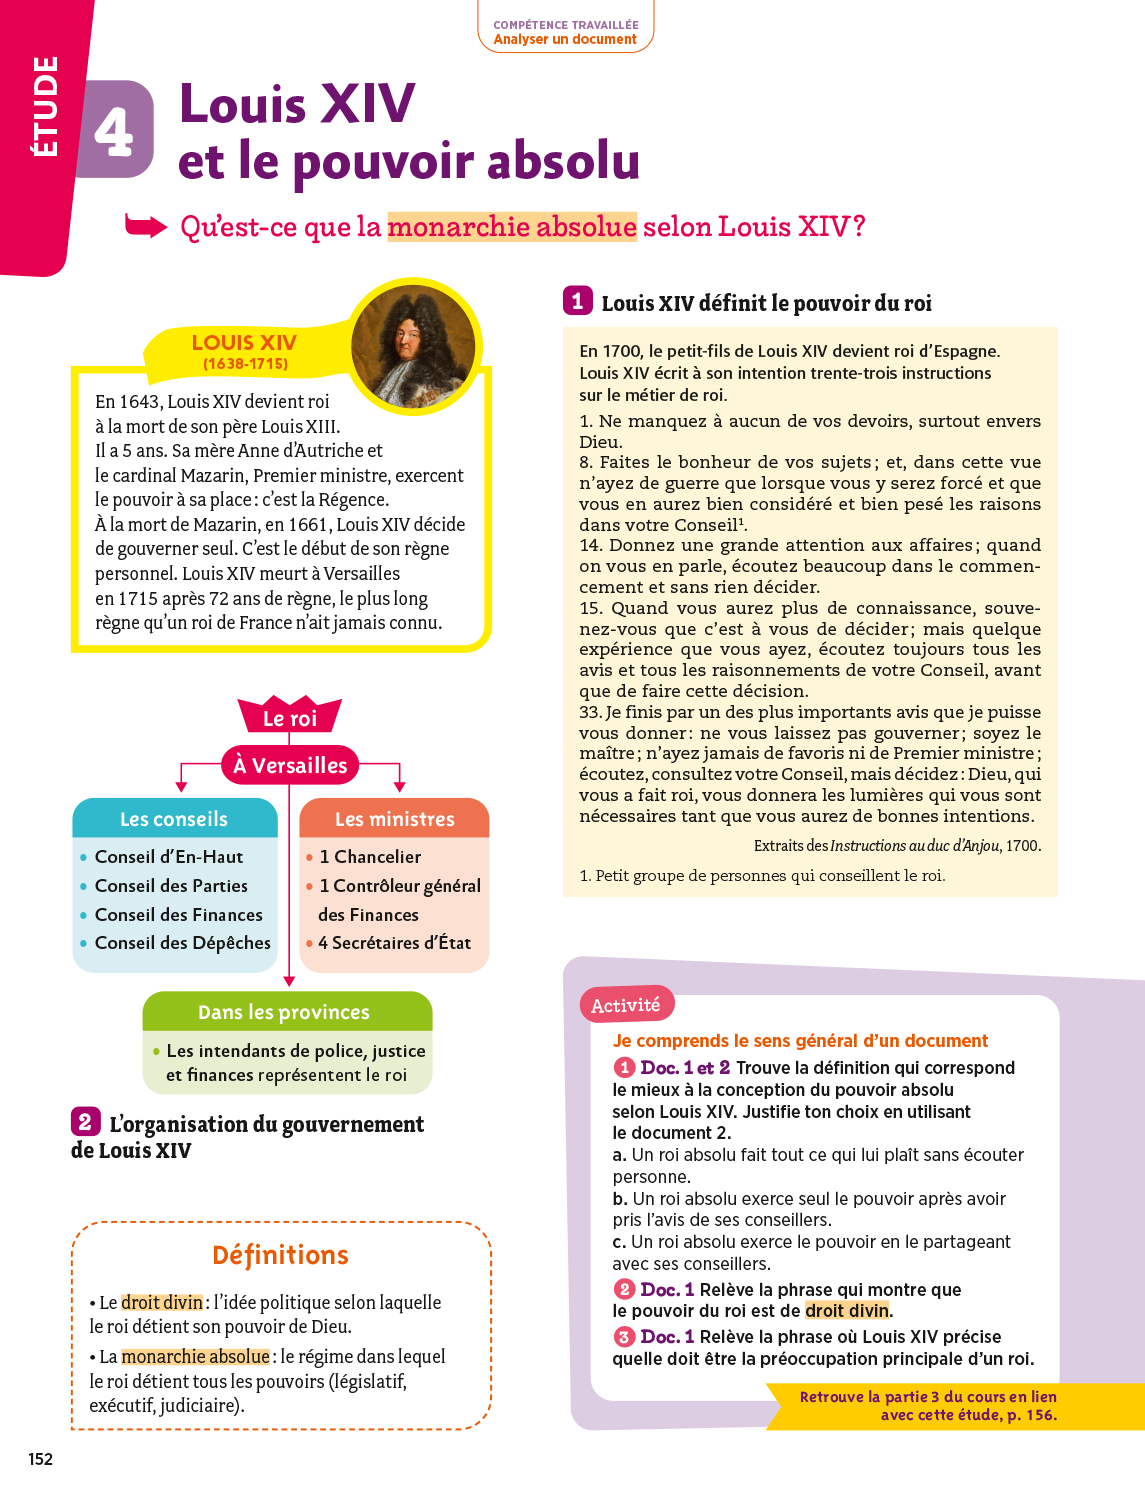 COMPÉTENCE TRAVAILLÉE
Analyser un document
ÉTUDE
4
Louis XIV
et le pouvoir absolu
Qu'est-ce que la monarchie absolue selon Louis XIV ?
LOUIS XIV
(1638-1715)
En 1643, Louis XIV devient roi
à la mort de son père Louis XIII.
Il a 5 ans. Sa mère Anne d'Autriche et
le cardinal Mazarin, Premier ministre, exercent
le pouvoir à sa place : c'est la Régence.
À la mort de Mazarin, en 1661, Louis XIV décide
de gouverner seul. C'est le début de son règne
personnel. Louis XIV meurt à Versailles
en 1715 après 72 ans de règne, le plus long
règne qu'un roi de France n'ait jamais connu.
Le roi
À Versailles
Les conseils
• Conseil d'En-Haut
• Conseil des Parties
• Conseil des Finances
• Conseil des Dépêches
Les ministres
• 1 Chancelier
• 1 Contrôleur général
des Finances
• 4 Secrétaires d'État
Dans les provinces
• Les intendants de police, justice
et finances représentent le roi
2 L'organisation du gouvernement
de Louis XIV
Définitions
• Le droit divin : l'idée politique selon laquelle
le roi détient son pouvoir de Dieu.
• La monarchie absolue : le régime dans lequel
le roi détient tous les pouvoirs (législatif,
exécutif, judiciaire).
1 Louis XIV définit le pouvoir du roi
En 1700, le petit-fils de Louis XIV devient roi d'Espagne.
Louis XIV écrit à son intention trente-trois instructions
sur le métier de roi.
1. Ne manquez à aucun de vos devoirs, surtout envers
Dieu.
8. Faites le bonheur de vos sujets ; et, dans cette vue
n'ayez de guerre que lorsque vous y serez forcé et que
vous en aurez bien considéré et bien pesé les raisons
dans votre Conseil¹.
14. Donnez une grande attention aux affaires ; quand
on vous en parle, écoutez beaucoup dans le commen-
cement et sans rien décider.
15. Quand vous aurez plus de connaissance, souve-
nez-vous que c'est à vous de décider ; mais quelque
expérience que vous ayez, écoutez toujours tous les
avis et tous les raisonnements de votre Conseil, avant
que de faire cette décision.
33. Je finis par un des plus importants avis que je puisse
vous donner : ne vous laissez pas gouverner ; soyez le
maître ; n'ayez jamais de favoris ni de Premier ministre ;
écoutez, consultez votre Conseil, mais décidez : Dieu, qui
vous a fait roi, vous donnera les lumières qui vous sont
nécessaires tant que vous aurez de bonnes intentions.
Extraits des Instructions au duc d'Anjou, 1700.
1. Petit groupe de personnes qui conseillent le roi.
Activité
Je comprends le sens général d'un document
1 Doc. 1 et 2 Trouve la définition qui correspond
le mieux à la conception du pouvoir absolu
selon Louis XIV. Justifie ton choix en utilisant
le document 2.
a. Un roi absolu fait tout ce qui lui plaît sans écouter
personne.
b. Un roi absolu exerce seul le pouvoir après avoir
pris l'avis de ses conseillers.
c. Un roi absolu exerce le pouvoir en le partageant
avec ses conseillers.
2 Doc. 1 Relève la phrase qui montre que
le pouvoir du roi est de droit divin.
3 Doc. 1 Relève la phrase où Louis XIV précise
quelle doit être la préoccupation principale d'un roi.
Retrouve la partie 3 du cours en lien
avec cette étude, p. 156.
152